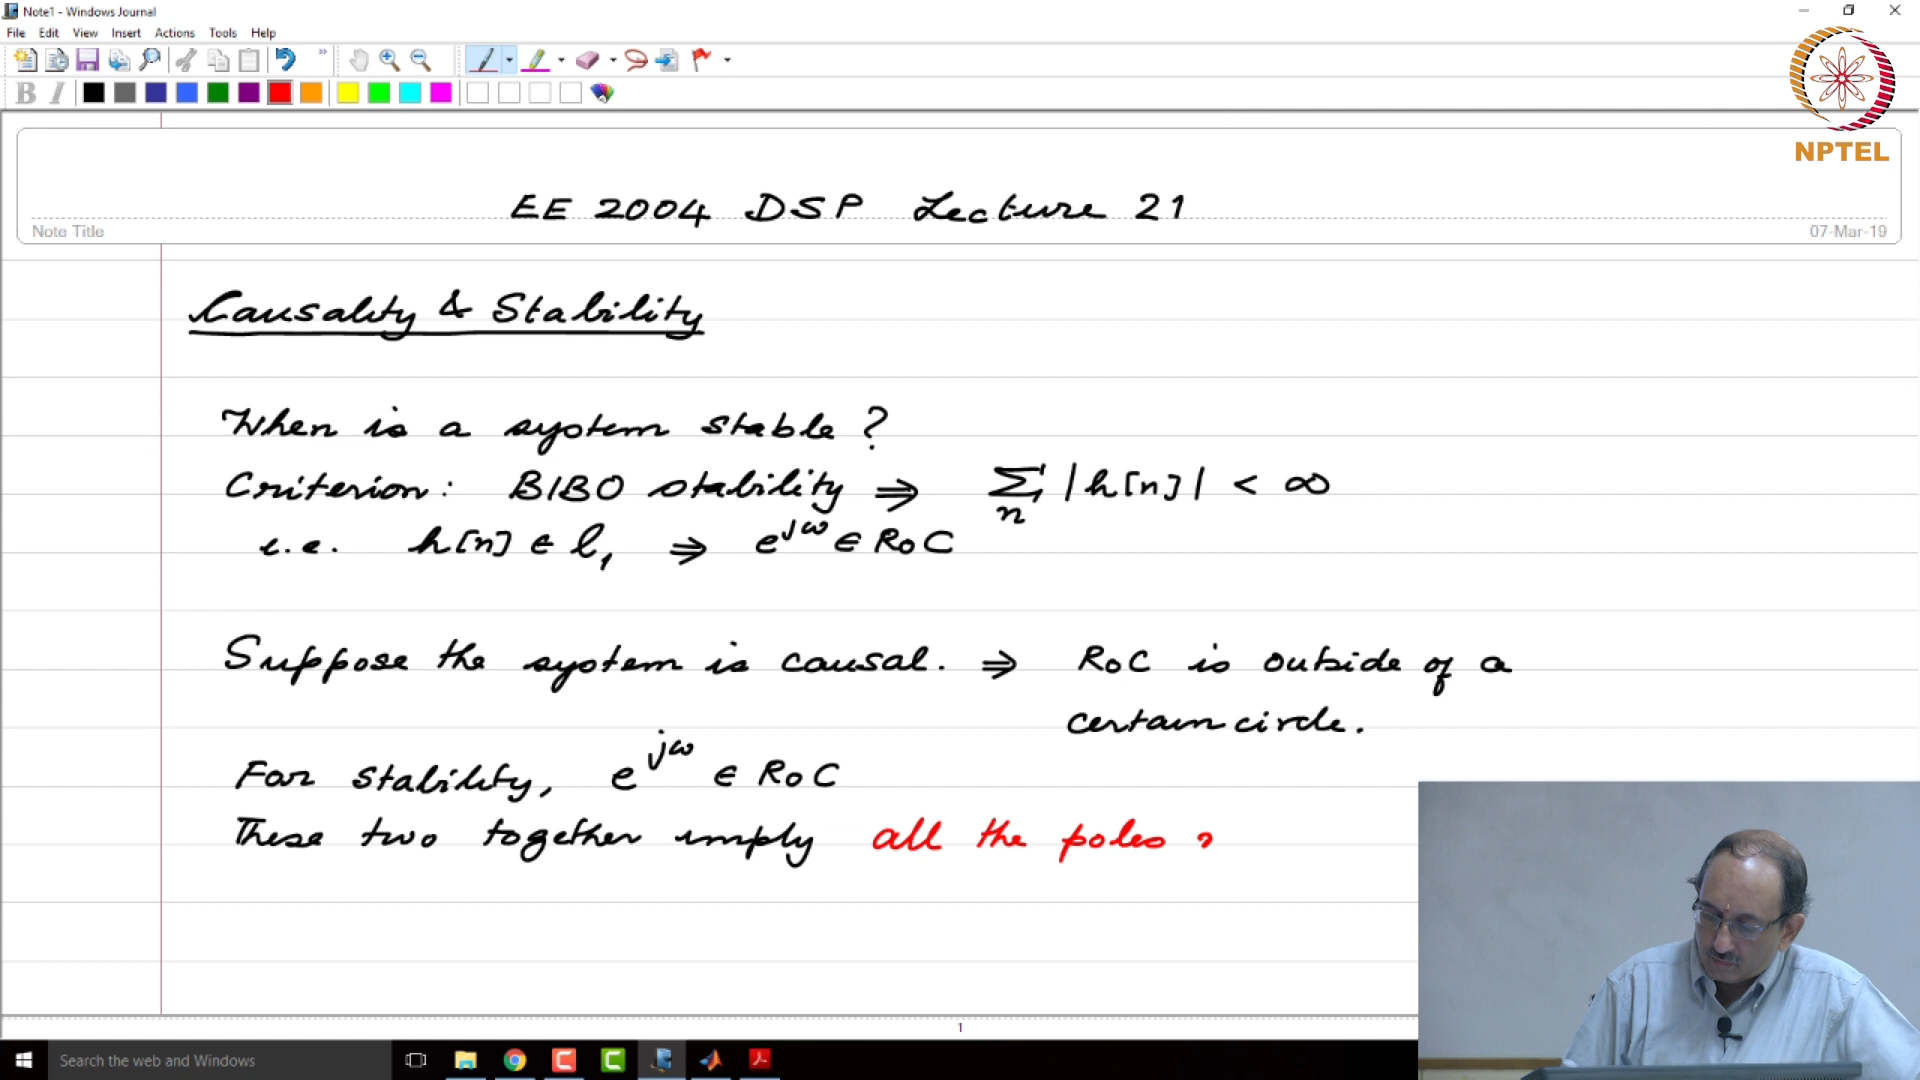 Note1 - Windows Journal
File Edit View Insert Actions Tools Help
B I
NPTEL
EE 2004 DSP Lecture 21
Note Title
07-Mar-19
Causality & Stability
When is a system stable ?
Criterion: BIBO stability ⇒ ∑n |h[n]| < ∞
i.e. h[n] ∈ l₁ ⇒ e^jω ∈ RoC
Suppose the system is causal. ⇒ RoC is outside of a
certain circle.
For stability, e^jω ∈ RoC
These two together imply all the poles
1
Search the web and Windows